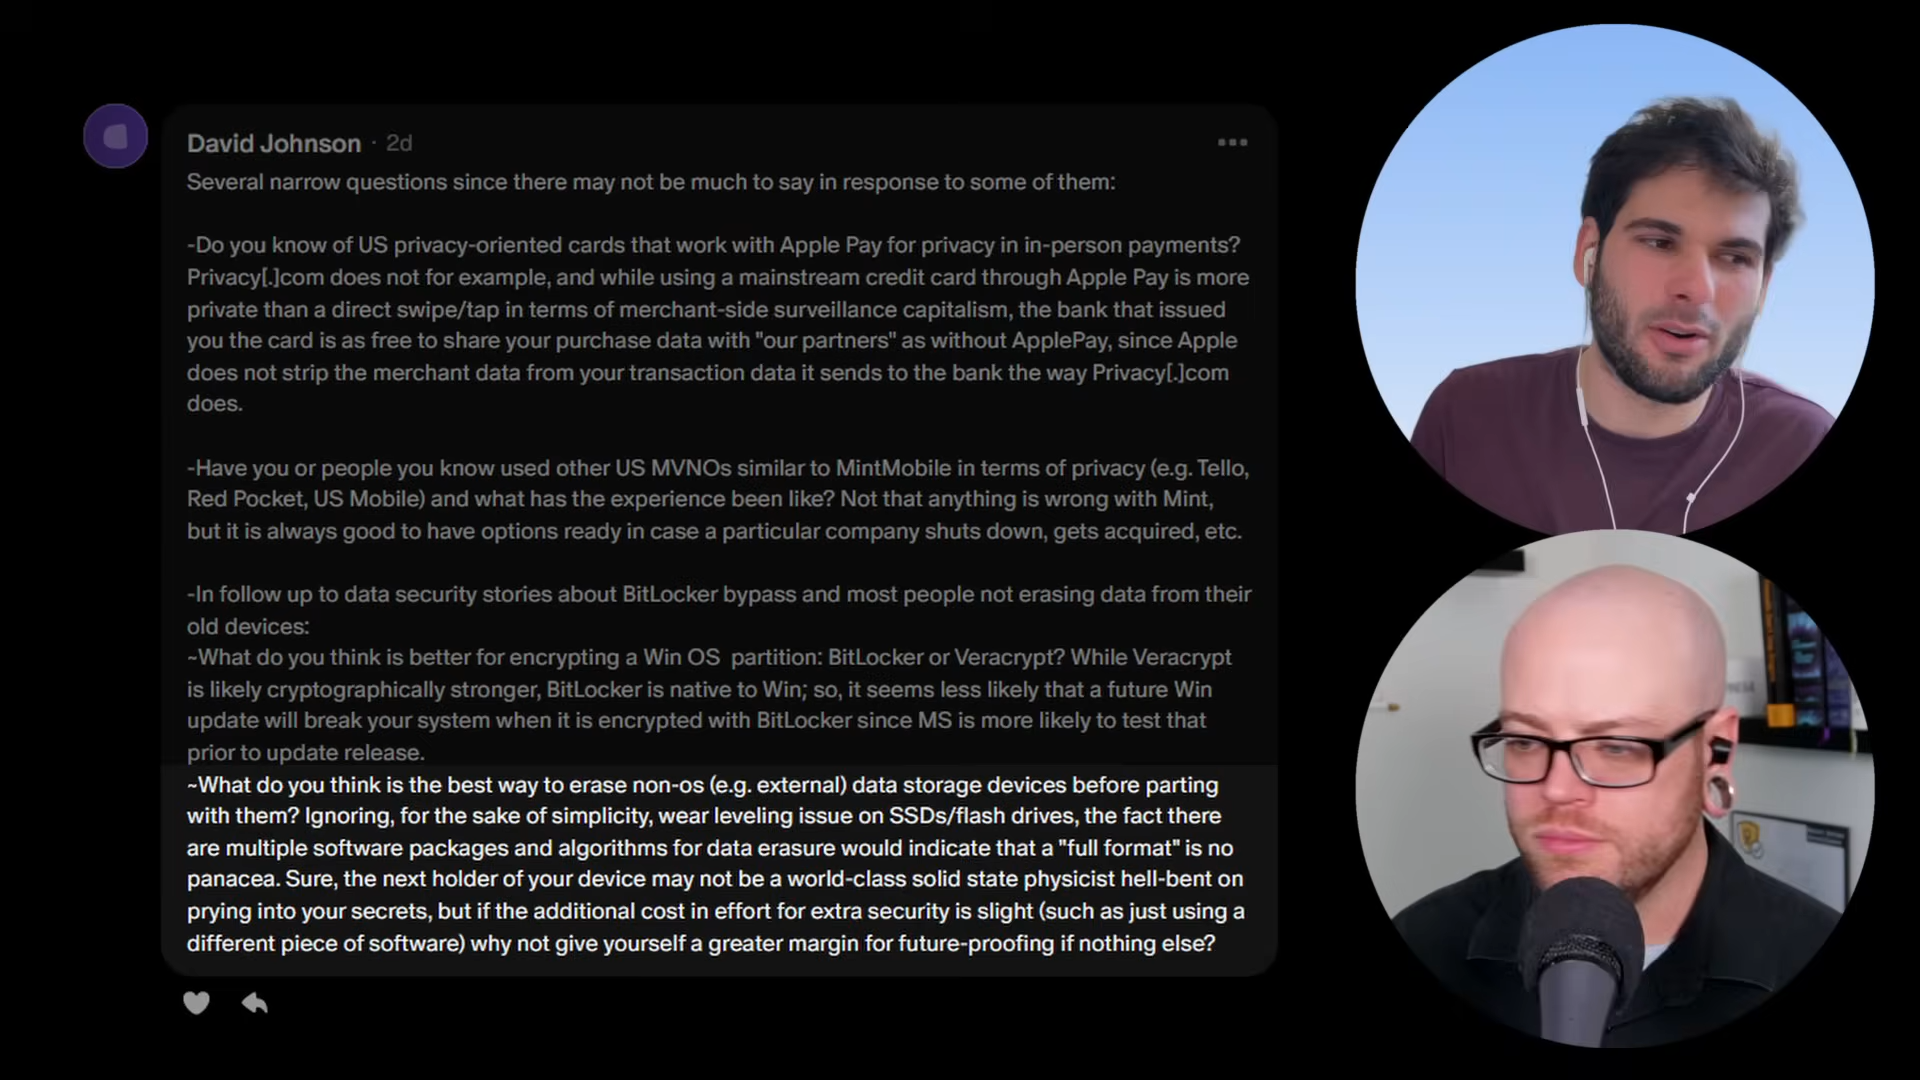 David Johnson · 2d
Several narrow questions since there may not be much to say in response to some of them:
-Do you know of US privacy-oriented cards that work with Apple Pay for privacy in in-person payments?
Privacy[.]com does not for example, and while using a mainstream credit card through Apple Pay is more
private than a direct swipe/tap in terms of merchant-side surveillance capitalism, the bank that issued
you the card is as free to share your purchase data with "our partners" as without ApplePay, since Apple
does not strip the merchant data from your transaction data it sends to the bank the way Privacy[.]com
does.
-Have you or people you know used other US MVNOs similar to MintMobile in terms of privacy (e.g. Tello,
Red Pocket, US Mobile) and what has the experience been like? Not that anything is wrong with Mint,
but it is always good to have options ready in case a particular company shuts down, gets acquired, etc.
-In follow up to data security stories about BitLocker bypass and most people not erasing data from their
old devices:
~What do you think is better for encrypting a Win OS  partition: BitLocker or Veracrypt? While Veracrypt
is likely cryptographically stronger, BitLocker is native to Win; so, it seems less likely that a future Win
update will break your system when it is encrypted with BitLocker since MS is more likely to test that
prior to update release.
~What do you think is the best way to erase non-os (e.g. external) data storage devices before parting
with them? Ignoring, for the sake of simplicity, wear leveling issue on SSDs/flash drives, the fact there
are multiple software packages and algorithms for data erasure would indicate that a "full format" is no
panacea. Sure, the next holder of your device may not be a world-class solid state physicist hell-bent on
prying into your secrets, but if the additional cost in effort for extra security is slight (such as just using a
different piece of software) why not give yourself a greater margin for future-proofing if nothing else?